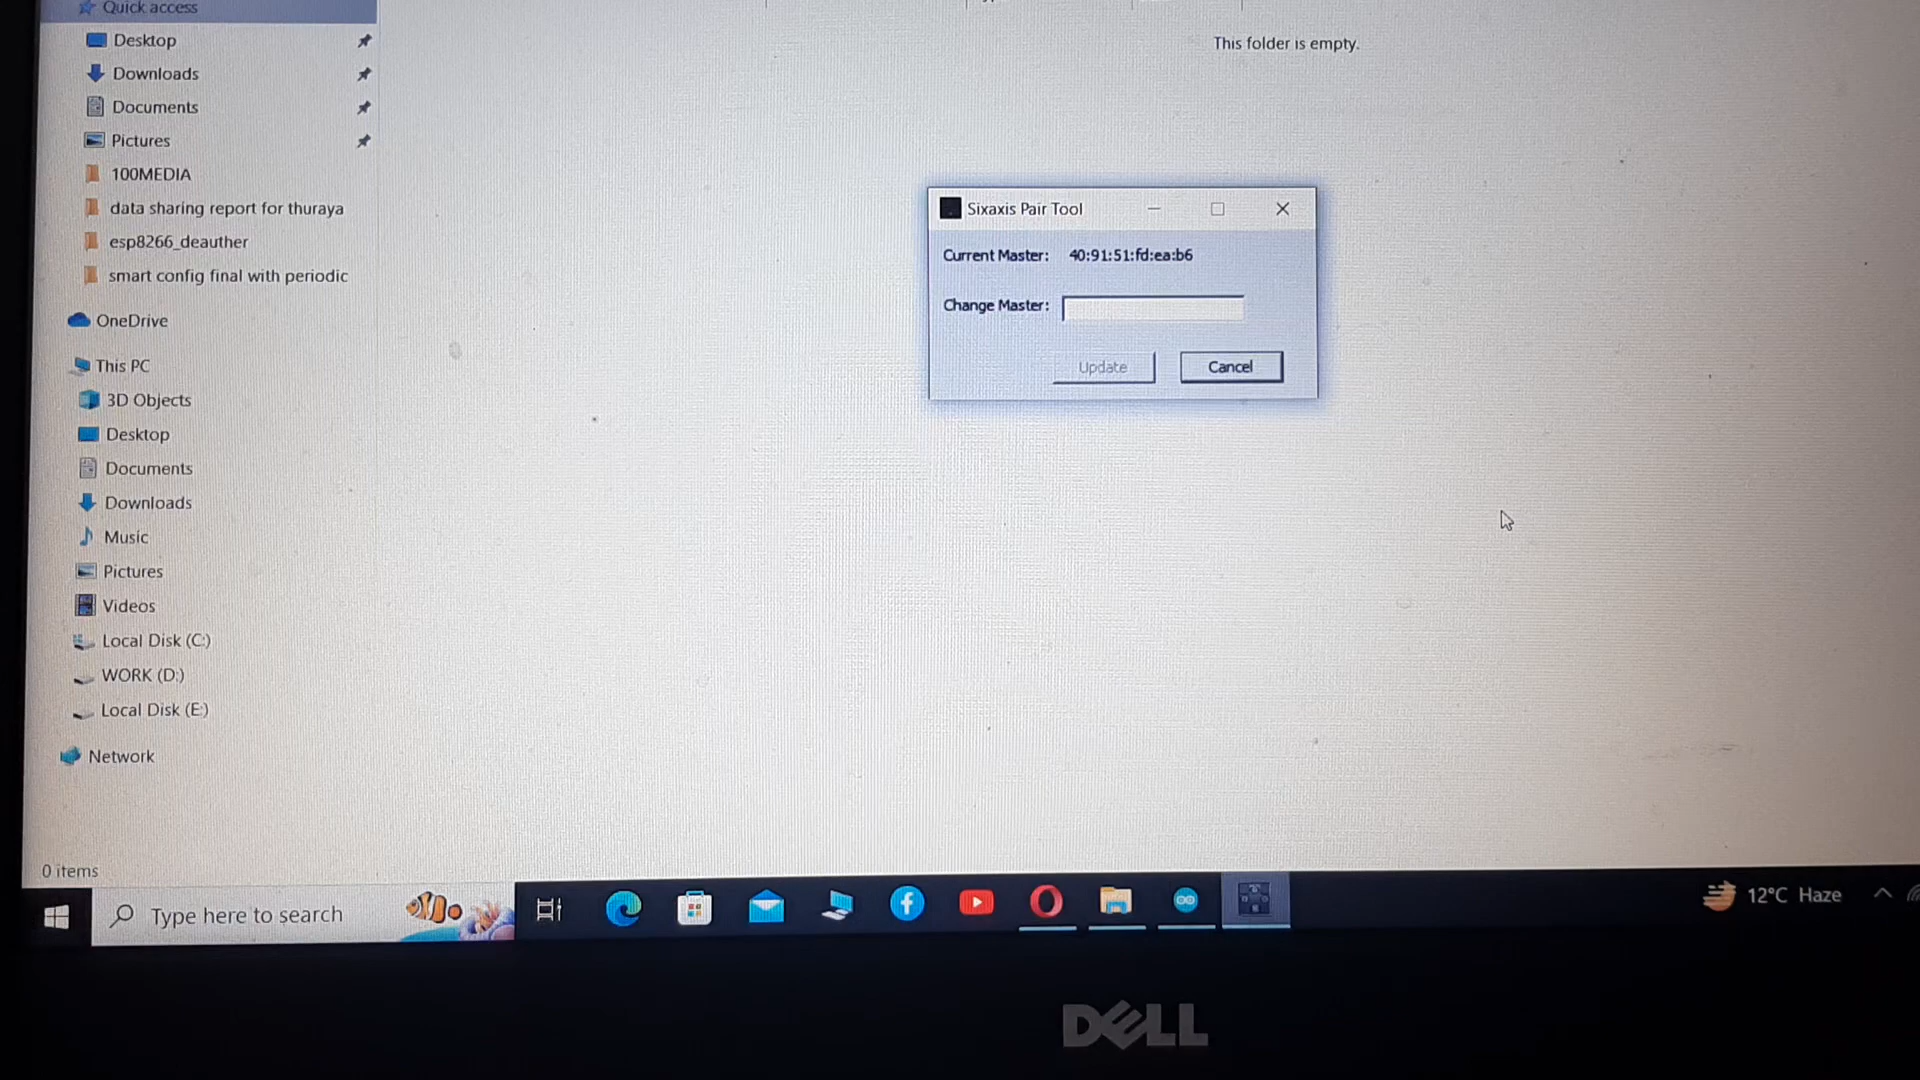 Quick access
Desktop
Downloads
Documents
Pictures
100MEDIA
data sharing report for thuraya
esp8266_deauther
smart config final with periodic
OneDrive
This PC
3D Objects
Desktop
Documents
Downloads
Music
Pictures
Videos
Local Disk (C:)
WORK (D:)
Local Disk (E:)
Network
0 items
This folder is empty.
Sixaxis Pair Tool
Current Master: 40:91:51:fd:ea:b6
Change Master:
Update Cancel
Type here to search
12°C Haze
DELL